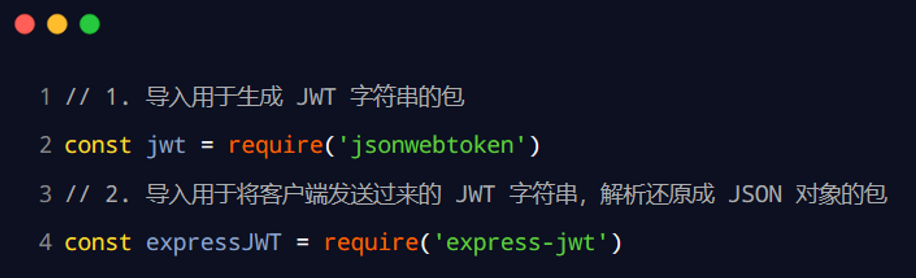 1 // 1. 导入用于生成 JWT 字符串的包
2 const jwt = require('jsonwebtoken')
3 // 2. 导入用于将客户端发送过来的 JWT 字符串，解析还原成 JSON 对象的包
4 const expressJWT = require('express-jwt')